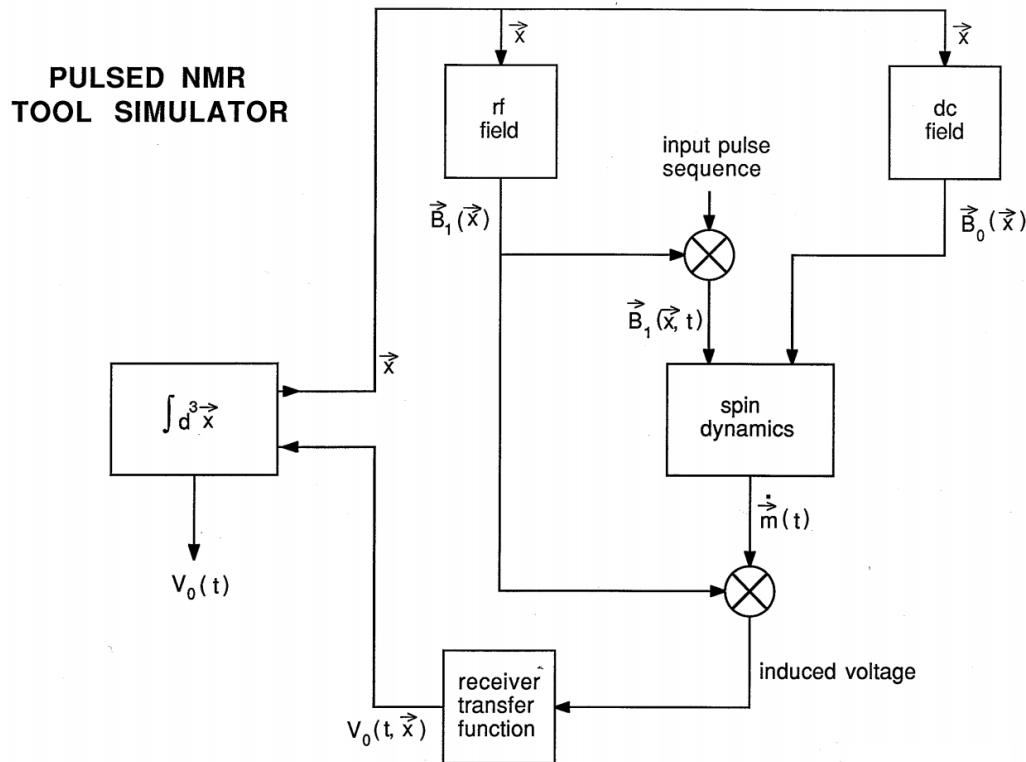 PULSED NMR
TOOL SIMULATOR
x⃗
x⃗
rf
field
dc
field
input pulse
sequence
B⃗₁(x⃗)
B⃗₀(x⃗)
B⃗₁(x⃗, t)
x⃗
∫ d³x⃗
spin
dynamics
ṁ⃗(t)
V₀(t)
induced voltage
receiver
transfer
function
V₀(t, x⃗)